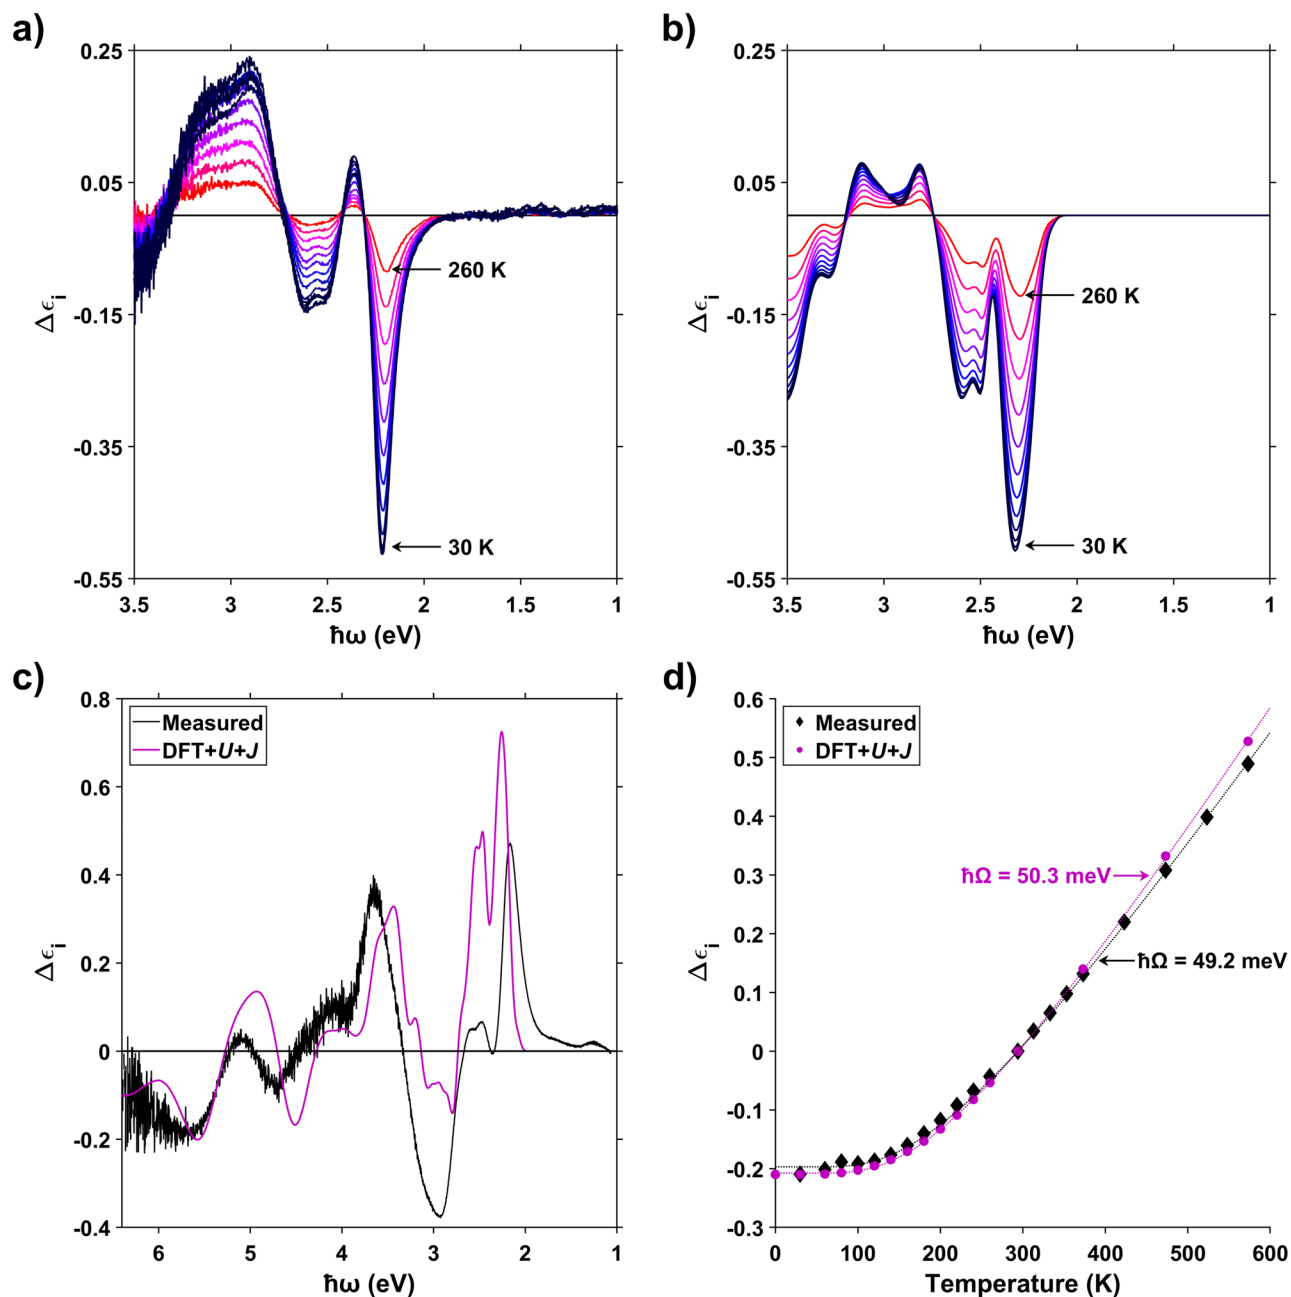 a)
0.25
0.05
-0.15
-0.35
-0.55
Δϵi
260 K
30 K
3.5 3 2.5 2 1.5 1
ħω (eV)
b)
0.25
0.05
-0.15
-0.35
-0.55
Δϵi
260 K
30 K
3.5 3 2.5 2 1.5 1
ħω (eV)
c)
0.8
0.6
0.4
0.2
0
-0.2
-0.4
Δϵi
Measured
DFT+U+J
6 5 4 3 2 1
ħω (eV)
d)
0.6
0.5
0.4
0.3
0.2
0.1
0
-0.1
-0.2
-0.3
Δϵi
Measured
DFT+U+J
ħΩ = 50.3 meV
ħΩ = 49.2 meV
0 100 200 300 400 500 600
Temperature (K)